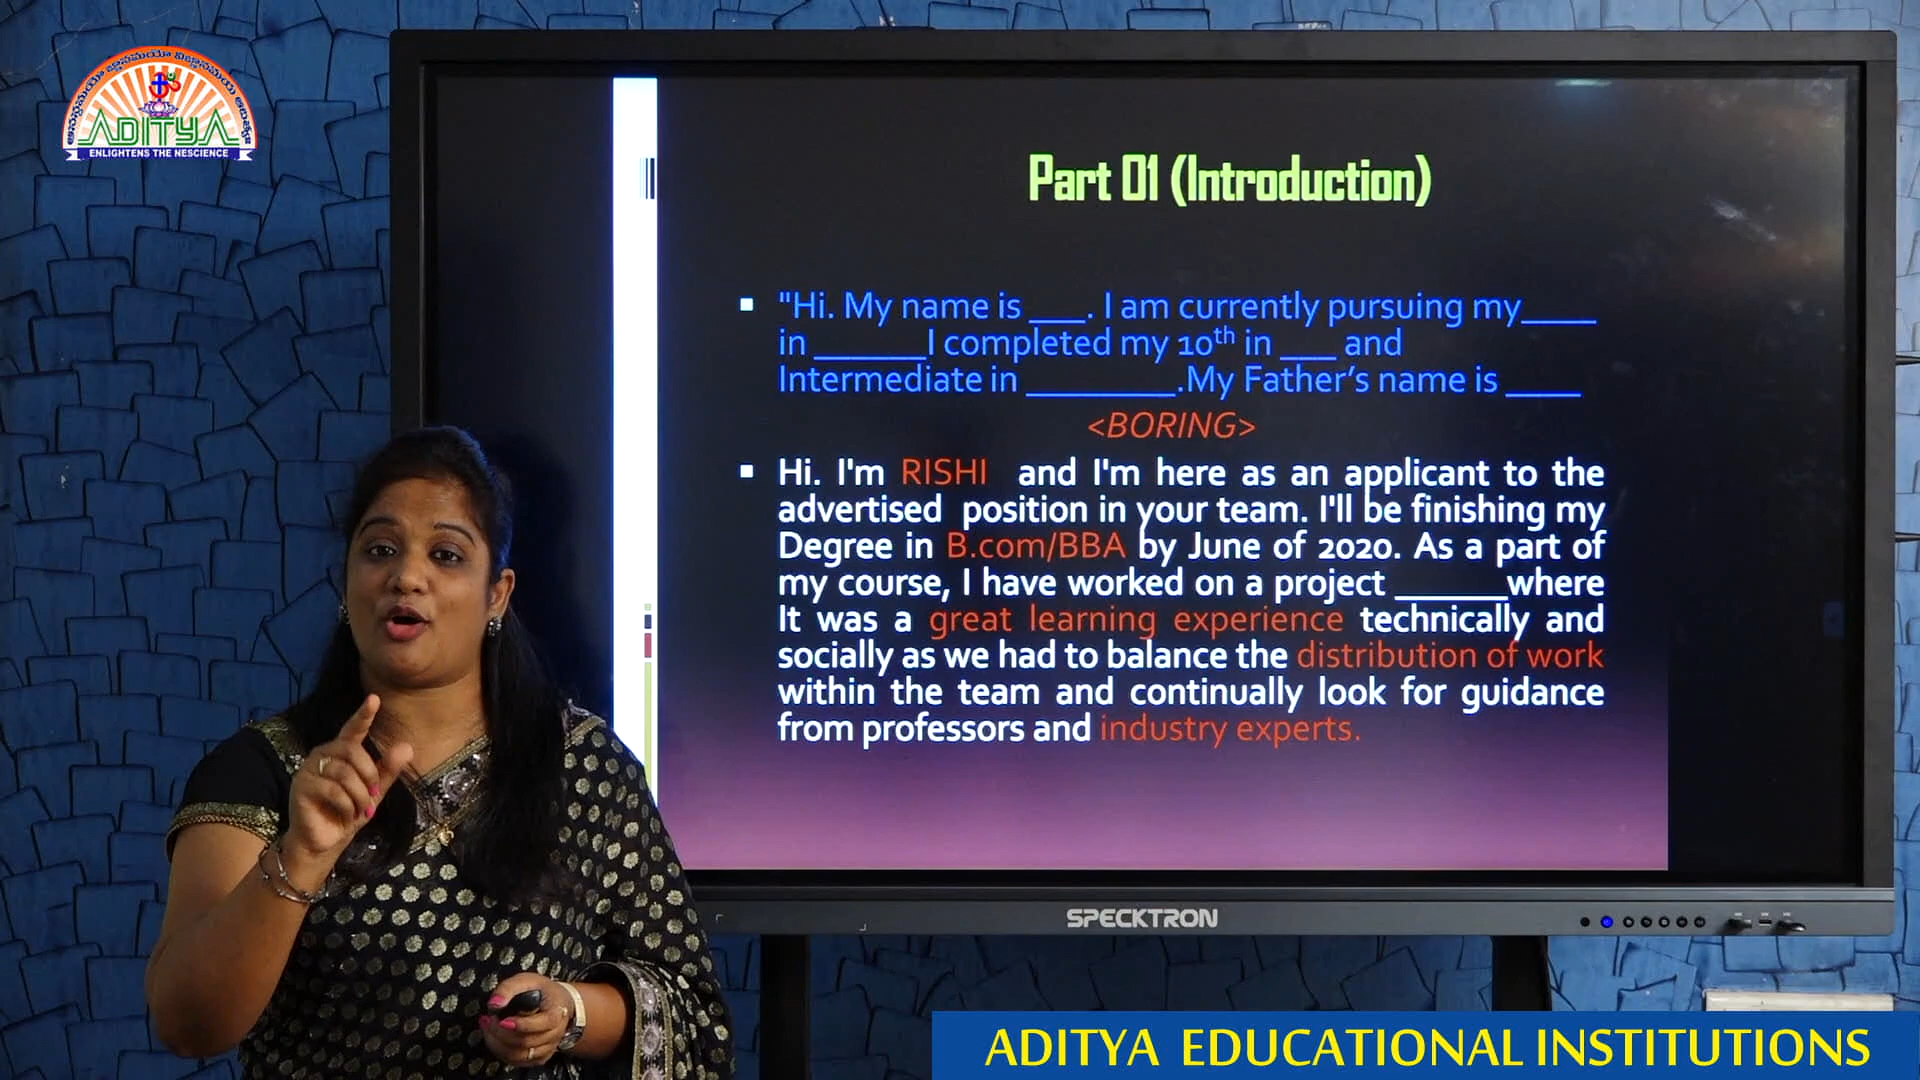 ADITYA
ENLIGHTENS THE NESCIENCE
Part 01 (Introduction)
"Hi. My name is ___. I am currently pursuing my____
in ______I completed my 10th in ___ and
Intermediate in ________.My Father's name is ____
<BORING>
Hi. I'm RISHI and I'm here as an applicant to the
advertised position in your team. I'll be finishing my
Degree in B.com/BBA by June of 2020. As a part of
my course, I have worked on a project ______where
It was a great learning experience technically and
socially as we had to balance the distribution of work
within the team and continually look for guidance
from professors and industry experts.
SPECKTRON
ADITYA EDUCATIONAL INSTITUTIONS